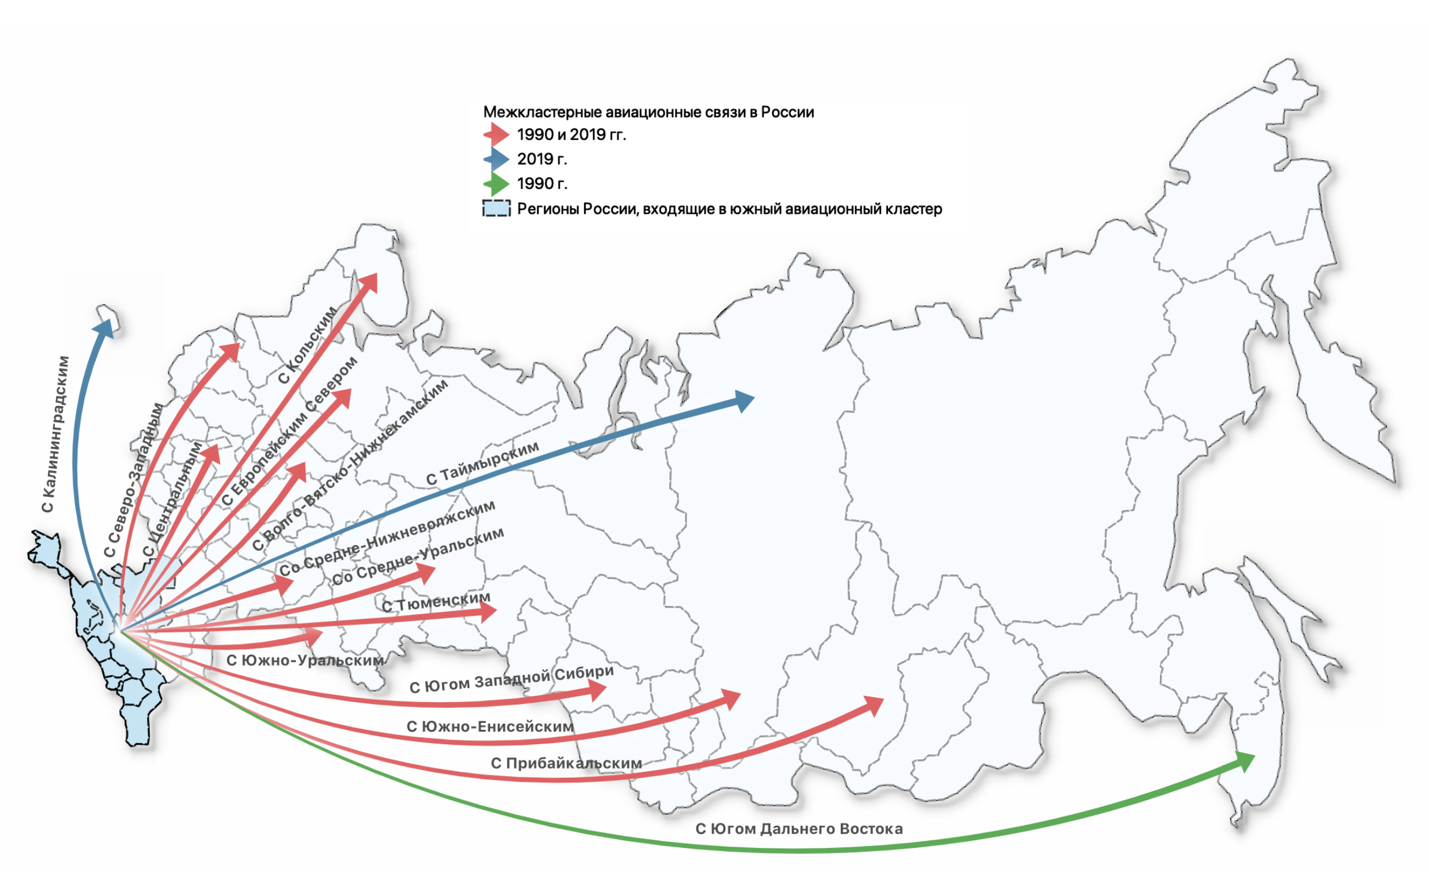 Межкластерные авиационные связи в России
1990 и 2019 гг.
2019 г.
1990 г.
Регионы России, входящие в южный авиационный кластер
С Калининградским
С Северо-Западным
С Центральным
С Кольским
С Европейским Севером
С Волго-Вятско-Нижнекамским
С Таймырским
Со Средне-Нижневолжским
Со Средне-Уральским
С Тюменским
С Южно-Уральским
С Югом Западной Сибири
С Южно-Енисейским
С Прибайкальским
С Югом Дальнего Востока